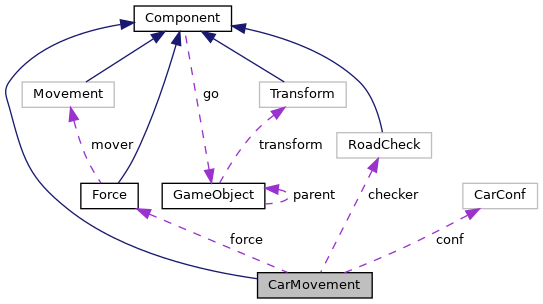 Component
Movement
go
Transform
mover
transform
RoadCheck
Force
GameObject
parent
checker
CarConf
force
conf
CarMovement